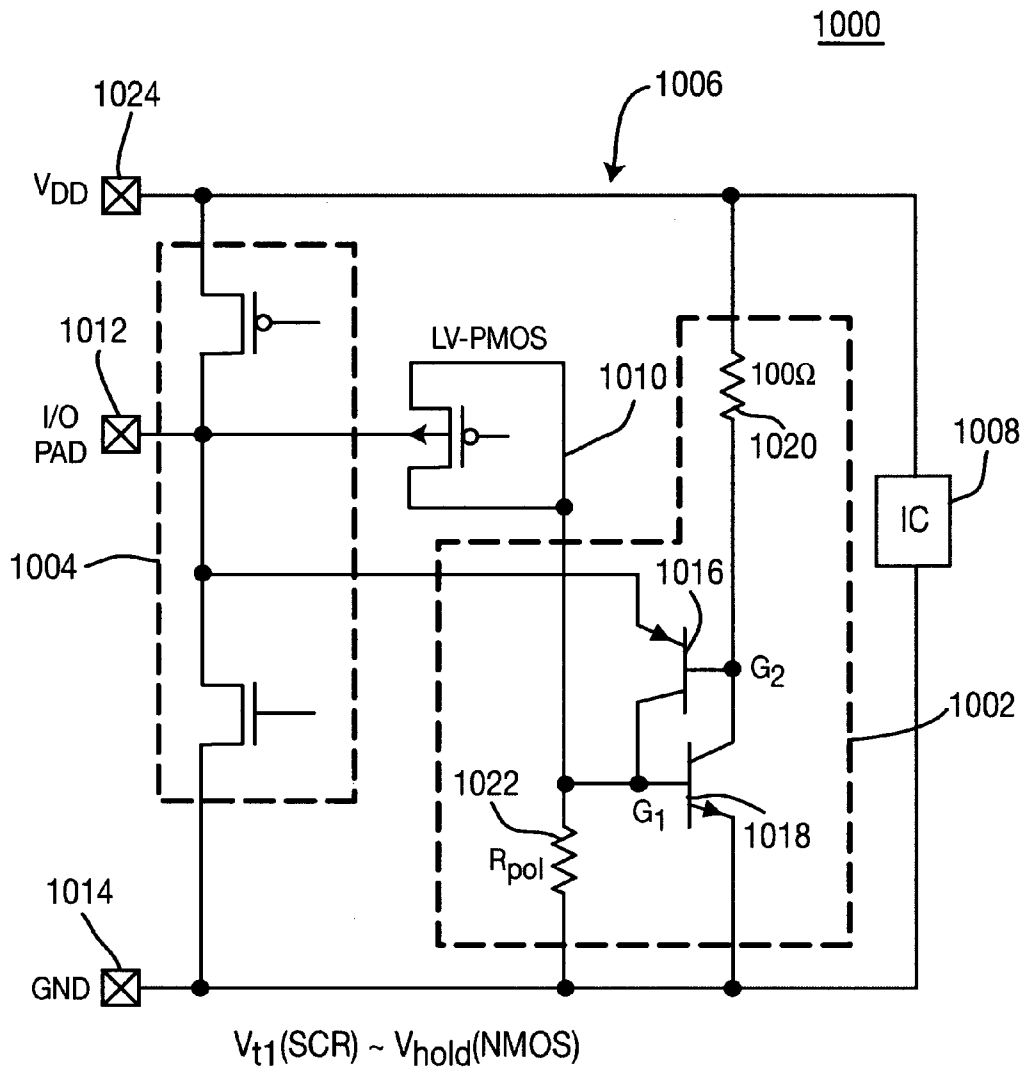 1000
1024
1006
VDD
1012
LV-PMOS
1010
100Ω
I/O
PAD
1020
1008
IC
1004
1016
G2
1002
1022
G1
1018
Rpol
1014
GND
Vt1(SCR) ~ Vhold(NMOS)